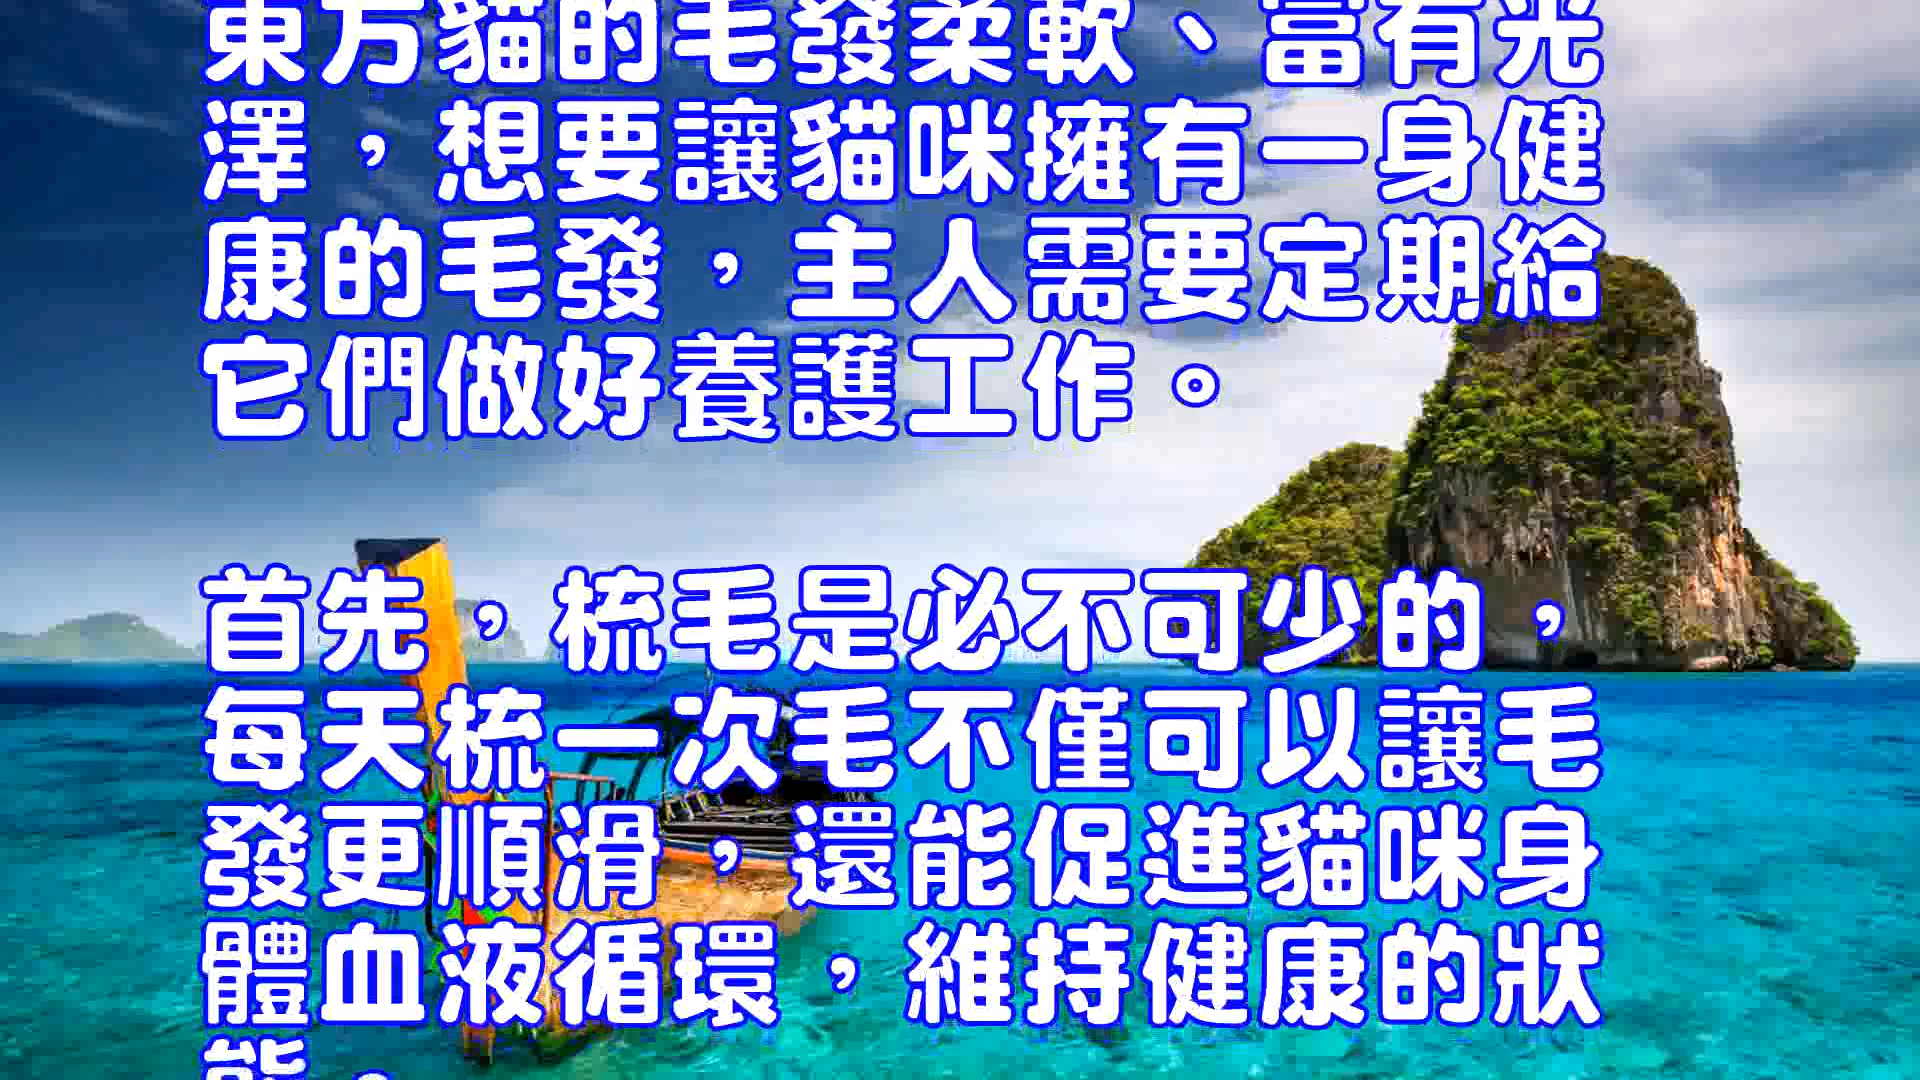 東方貓的毛發柔軟、富有光
澤，想要讓貓咪擁有一身健
康的毛發，主人需要定期給
它們做好養護工作。
首先，梳毛是必不可少的，
每天梳一次毛不僅可以讓毛
發更順滑，還能促進貓咪身
體血液循環，維持健康的狀
態。